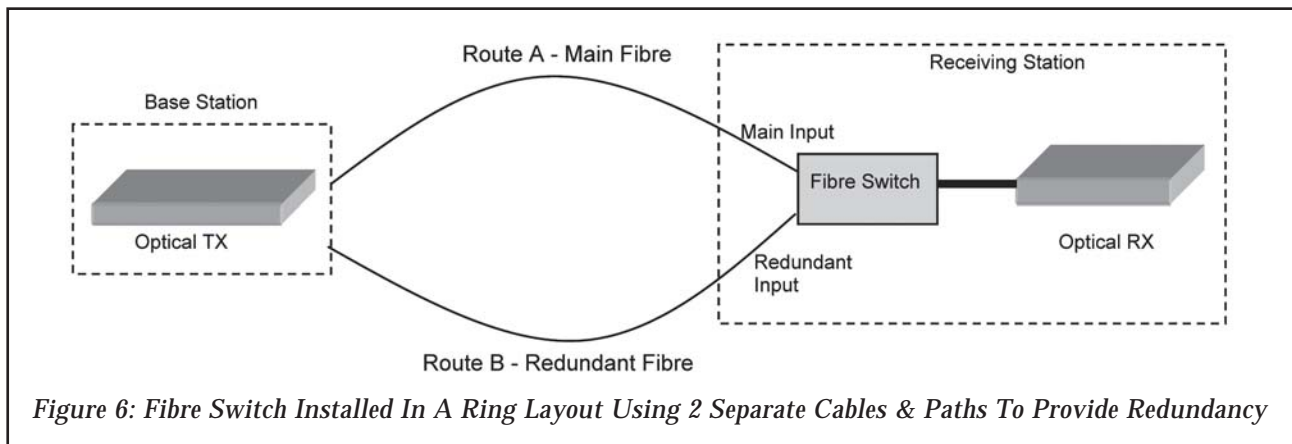 Route A - Main Fibre
Receiving Station
Base Station
Main Input
Fibre Switch
Optical TX
Optical RX
Redundant
Input
Route B - Redundant Fibre
Figure 6: Fibre Switch Installed In A Ring Layout Using 2 Separate Cables & Paths To Provide Redundancy